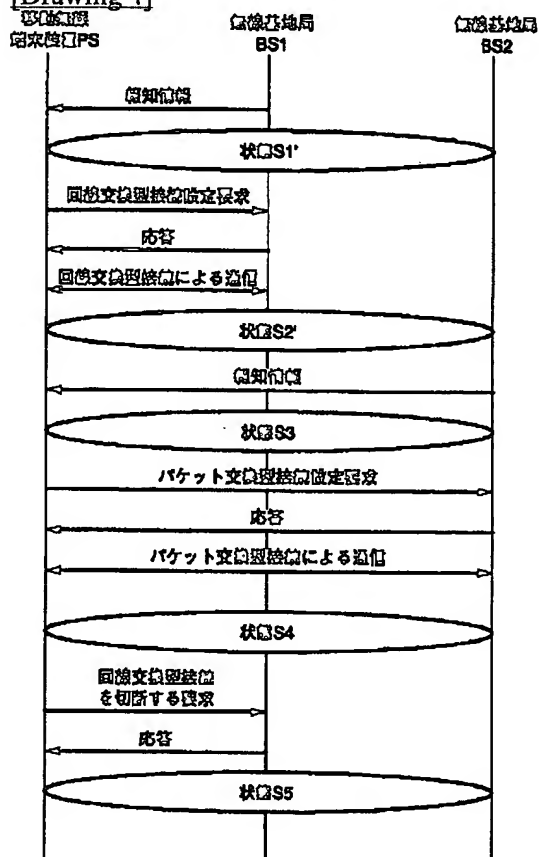 [Drawing 7]
移動無線
端末装置PS
無線基地局
BS1
無線基地局
BS2
報知情報
状態S1'
回線交換型接続設定要求
応答
回線交換型接続による通信
状態S2'
報知情報
状態S3
パケット交換型接続設定要求
応答
パケット交換型接続による通信
状態S4
回線交換型接続
を切断する要求
応答
状態S5